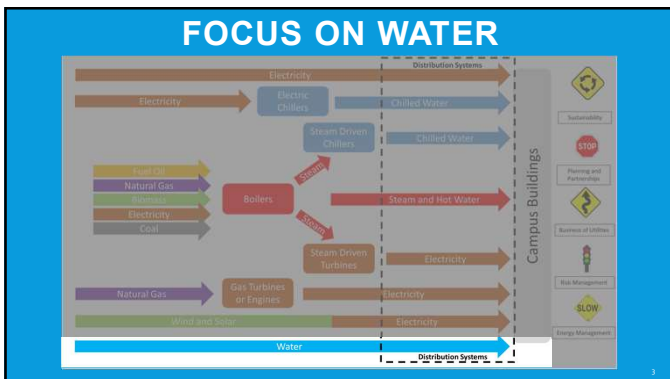 FOCUS ON WATER
Distribution Systems
Electricity
Electricity
Electric
Chillers
Chilled Water
Steam Driven
Chillers
Chilled Water
Fuel Oil
Natural Gas
Biomass
Electricity
Coal
Boilers
Steam
Steam
Steam and Hot Water
Steam Driven
Turbines
Electricity
Natural Gas
Gas Turbines
or Engines
Electricity
Wind and Solar
Electricity
Water
Distribution Systems
Campus Buildings
Sustainability
STOP
Planning and
Partnerships
Business of Utilities
Risk Management
SLOW
Energy Management
3